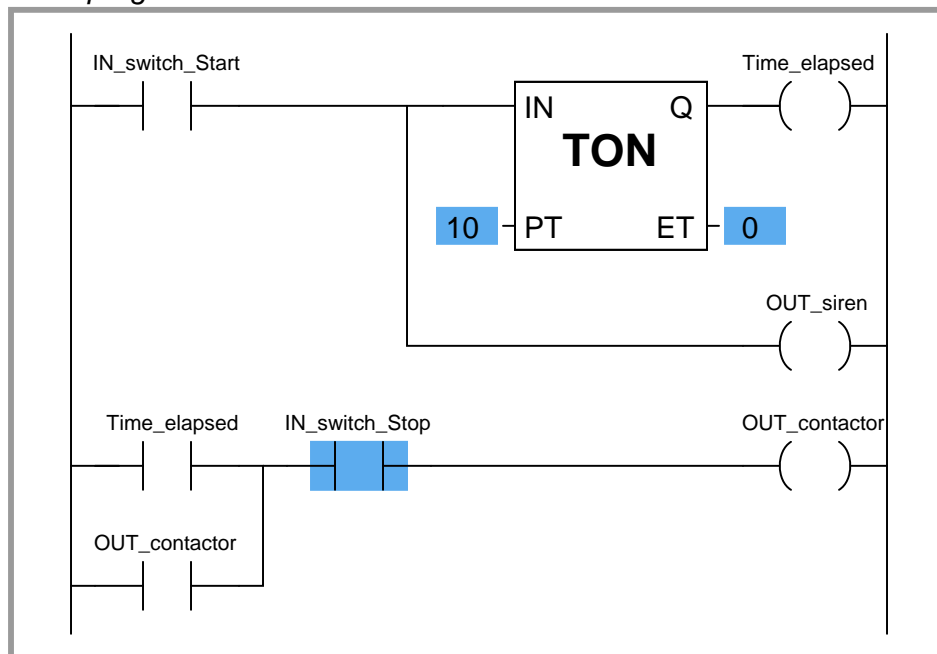 IN_switch_Start
Time_elapsed
IN Q
TON
10 PT ET 0
OUT_siren
Time_elapsed IN_switch_Stop OUT_contactor
OUT_contactor